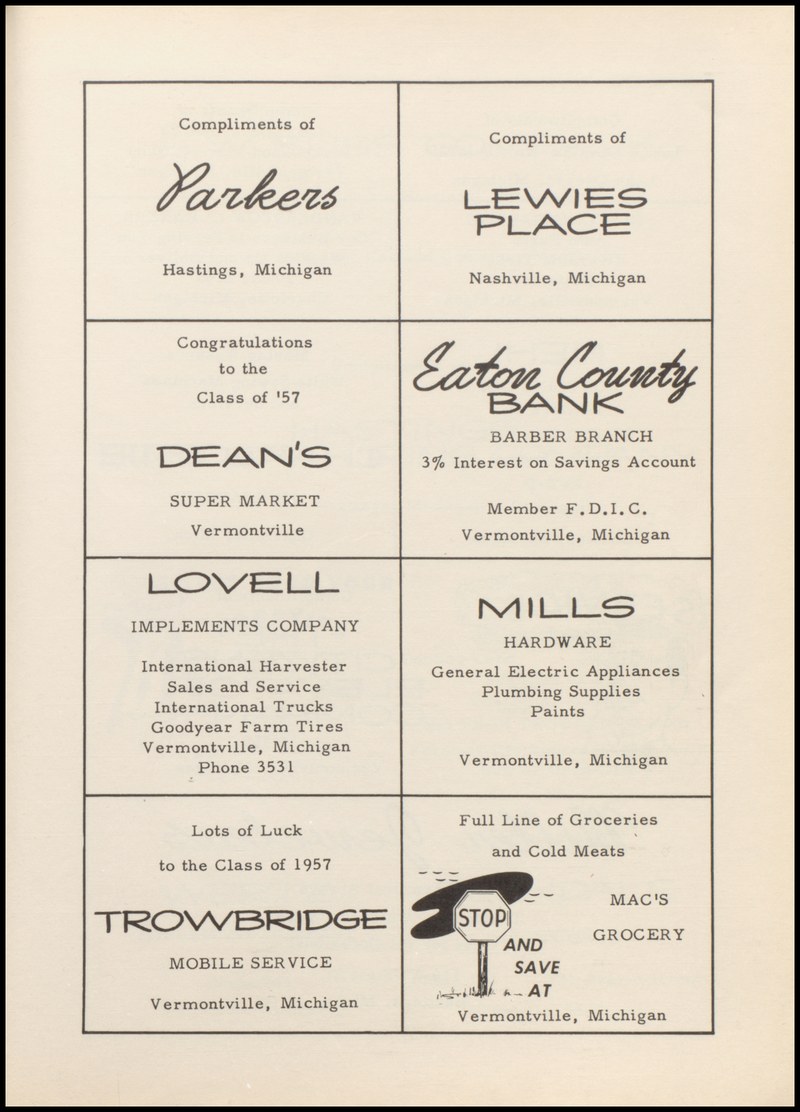 Compliments of
Parkers
Hastings, Michigan
Compliments of
LEWIES
PLACE
Nashville, Michigan
Congratulations
to the
Class of '57
DEAN'S
SUPER MARKET
Vermontville
Eaton County
BANK
BARBER BRANCH
3% Interest on Savings Account
Member F.D.I.C.
Vermontville, Michigan
LOVELL
IMPLEMENTS COMPANY
International Harvester
Sales and Service
International Trucks
Goodyear Farm Tires
Vermontville, Michigan
Phone 3531
MILLS
HARDWARE
General Electric Appliances
Plumbing Supplies
Paints
Vermontville, Michigan
Lots of Luck
to the Class of 1957
TROWBRIDGE
MOBILE SERVICE
Vermontville, Michigan
Full Line of Groceries
and Cold Meats
STOP
AND
SAVE
AT
MAC'S
GROCERY
Vermontville, Michigan